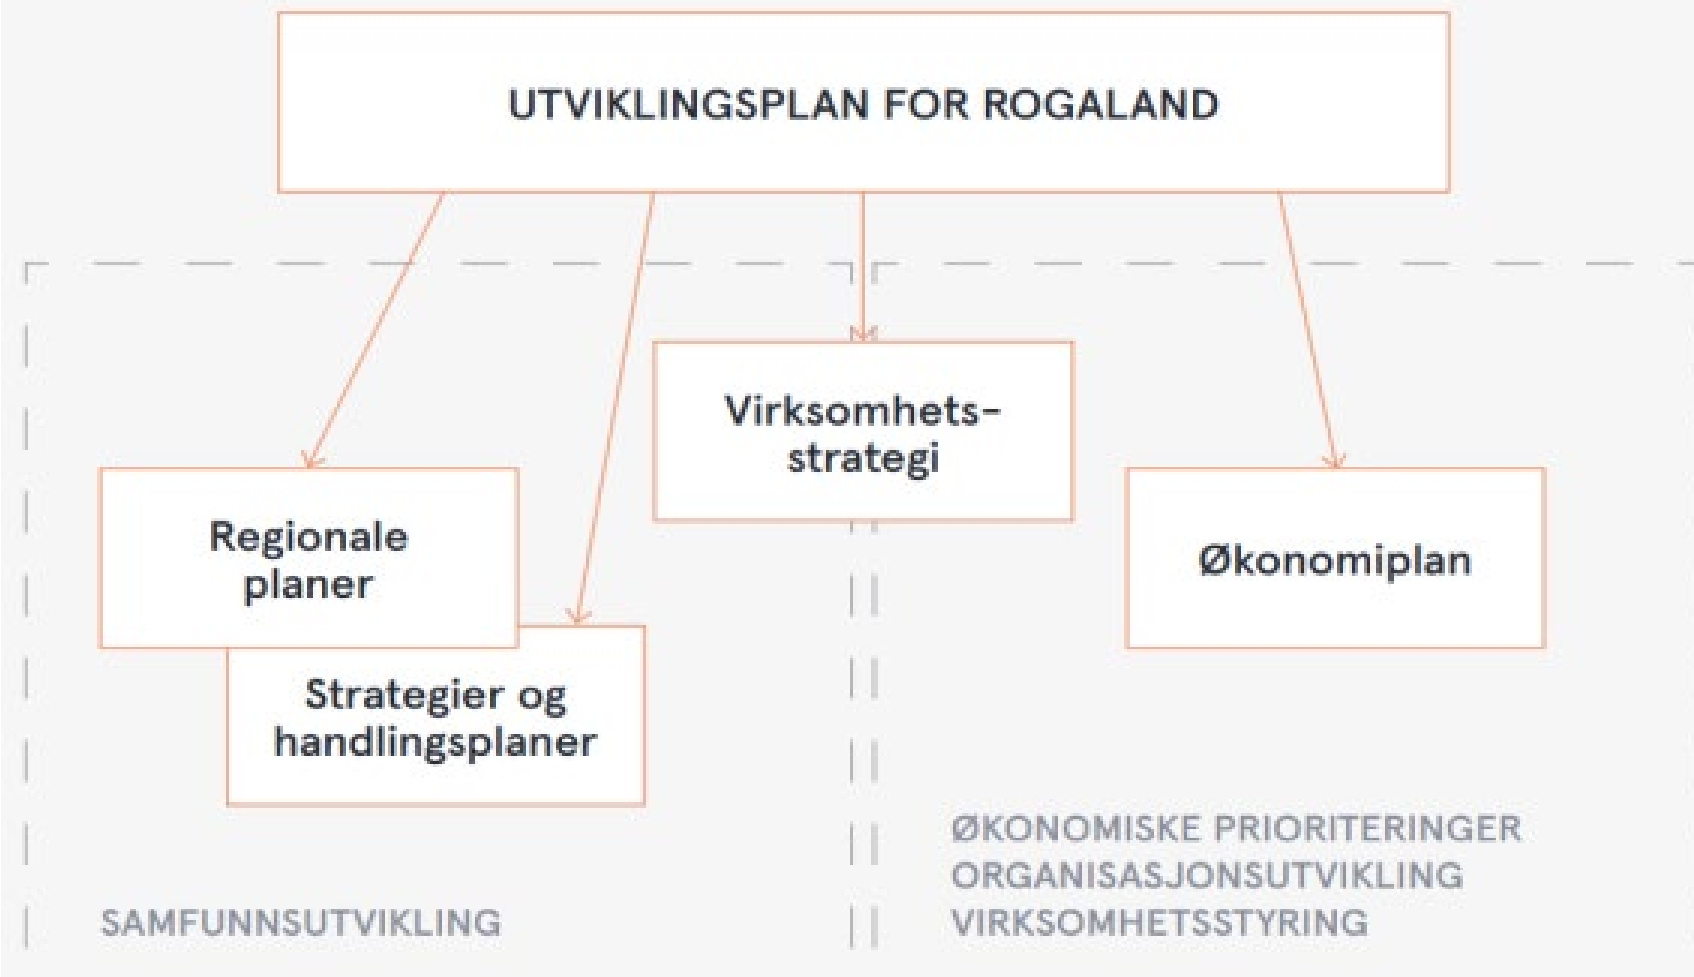 UTVIKLINGSPLAN FOR ROGALAND
Virksomhets-
strategi
Regionale
planer
Økonomiplan
Strategier og
handlingsplaner
ØKONOMISKE PRIORITERINGER
ORGANISASJONSUTVIKLING
VIRKSOMHETSSTYRING
SAMFUNNSUTVIKLING